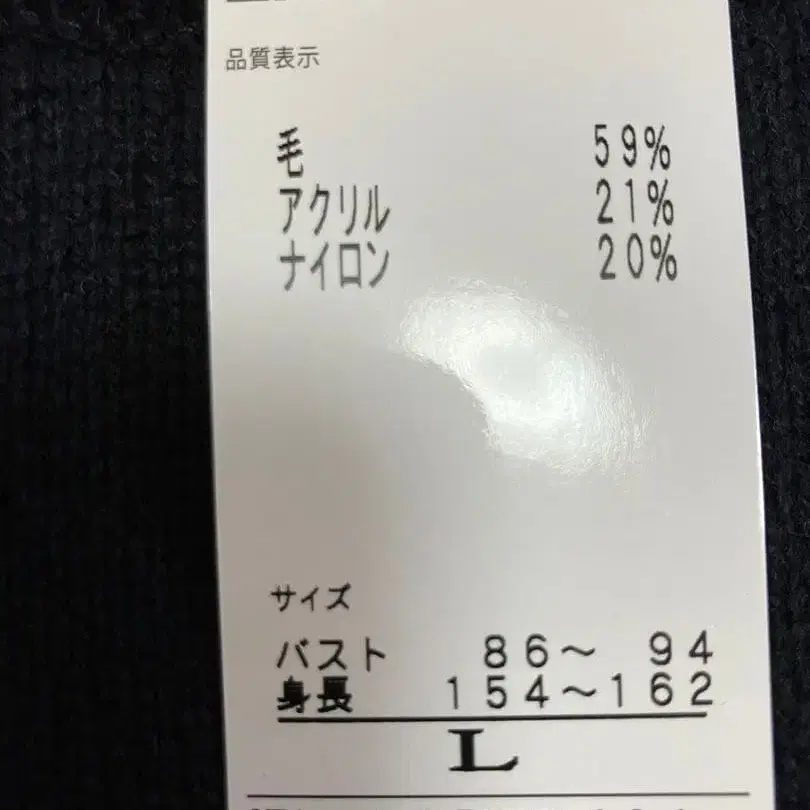 品質表示
毛 59%
アクリル 21%
ナイロン 20%
サイズ
バスト 86～ 94
身長 154～162
L